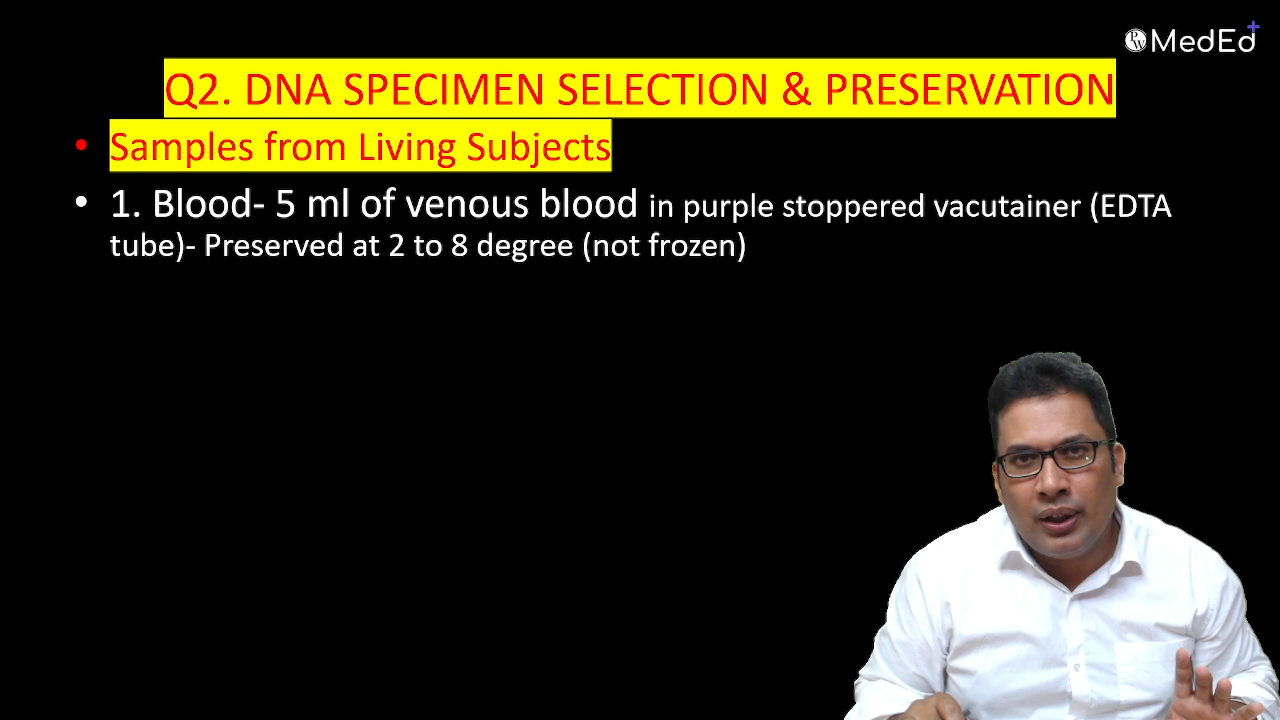 MedEd+
Q2. DNA SPECIMEN SELECTION & PRESERVATION
• Samples from Living Subjects
• 1. Blood- 5 ml of venous blood in purple stoppered vacutainer (EDTA
tube)- Preserved at 2 to 8 degree (not frozen)